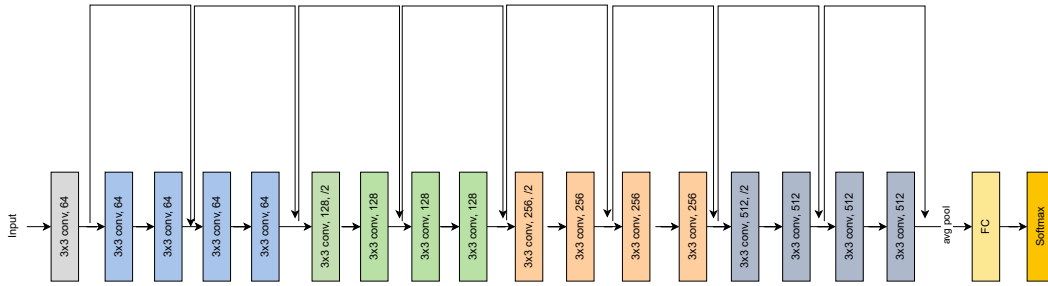 Input
3x3 conv, 64
3x3 conv, 64
3x3 conv, 64
3x3 conv, 64
3x3 conv, 64
3x3 conv, 128, /2
3x3 conv, 128
3x3 conv, 128
3x3 conv, 128
3x3 conv, 256, /2
3x3 conv, 256
3x3 conv, 256
3x3 conv, 256
3x3 conv, 512, /2
3x3 conv, 512
3x3 conv, 512
3x3 conv, 512
avg pool
FC
Softmax